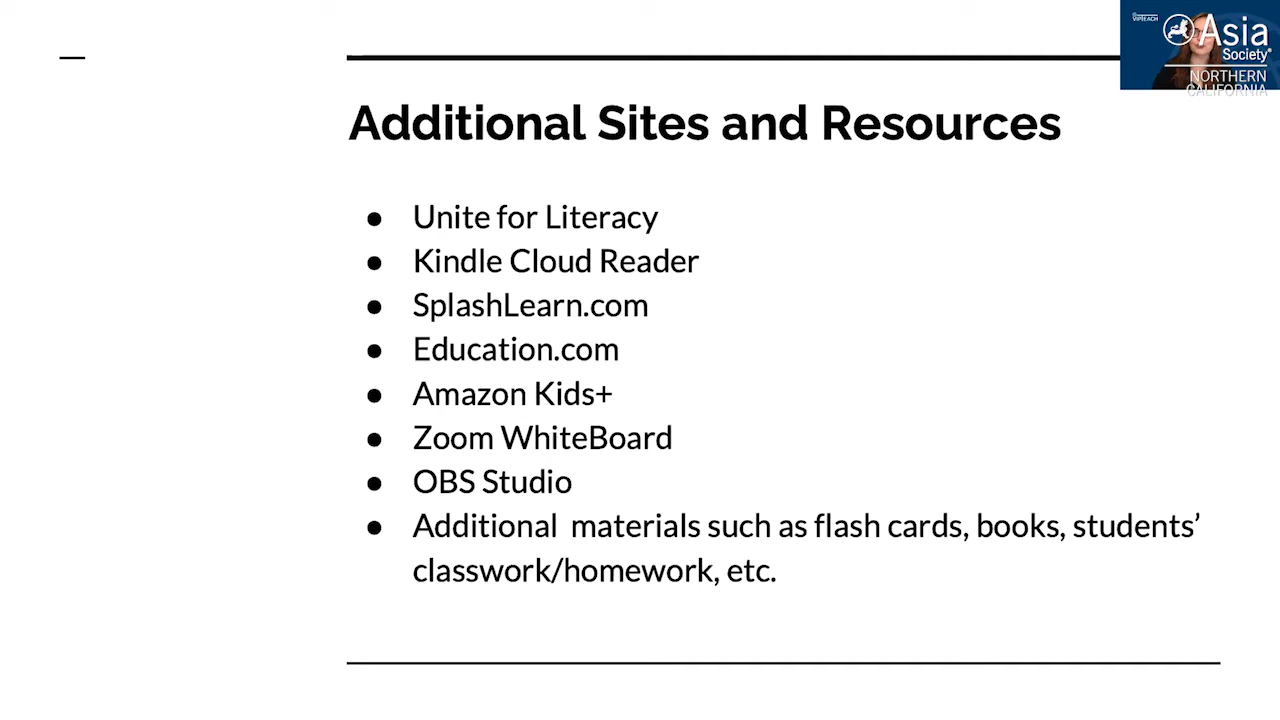 VIPTEACH
Asia
Society
NORTHERN
CALIFORNIA
Additional Sites and Resources
● Unite for Literacy
● Kindle Cloud Reader
● SplashLearn.com
● Education.com
● Amazon Kids+
● Zoom WhiteBoard
● OBS Studio
● Additional  materials such as flash cards, books, students’
classwork/homework, etc.